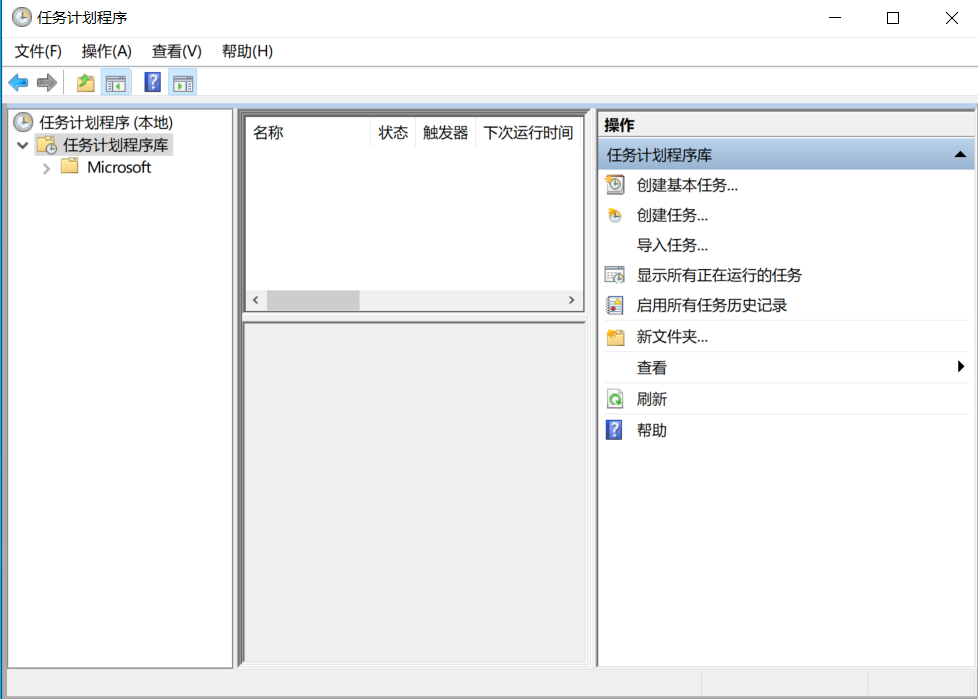 任务计划程序
文件(F) 操作(A) 查看(V) 帮助(H)
任务计划程序 (本地)
任务计划程序库
Microsoft
名称 状态 触发器 下次运行时间
操作
任务计划程序库
创建基本任务...
创建任务...
导入任务...
显示所有正在运行的任务
启用所有任务历史记录
新文件夹...
查看
刷新
帮助